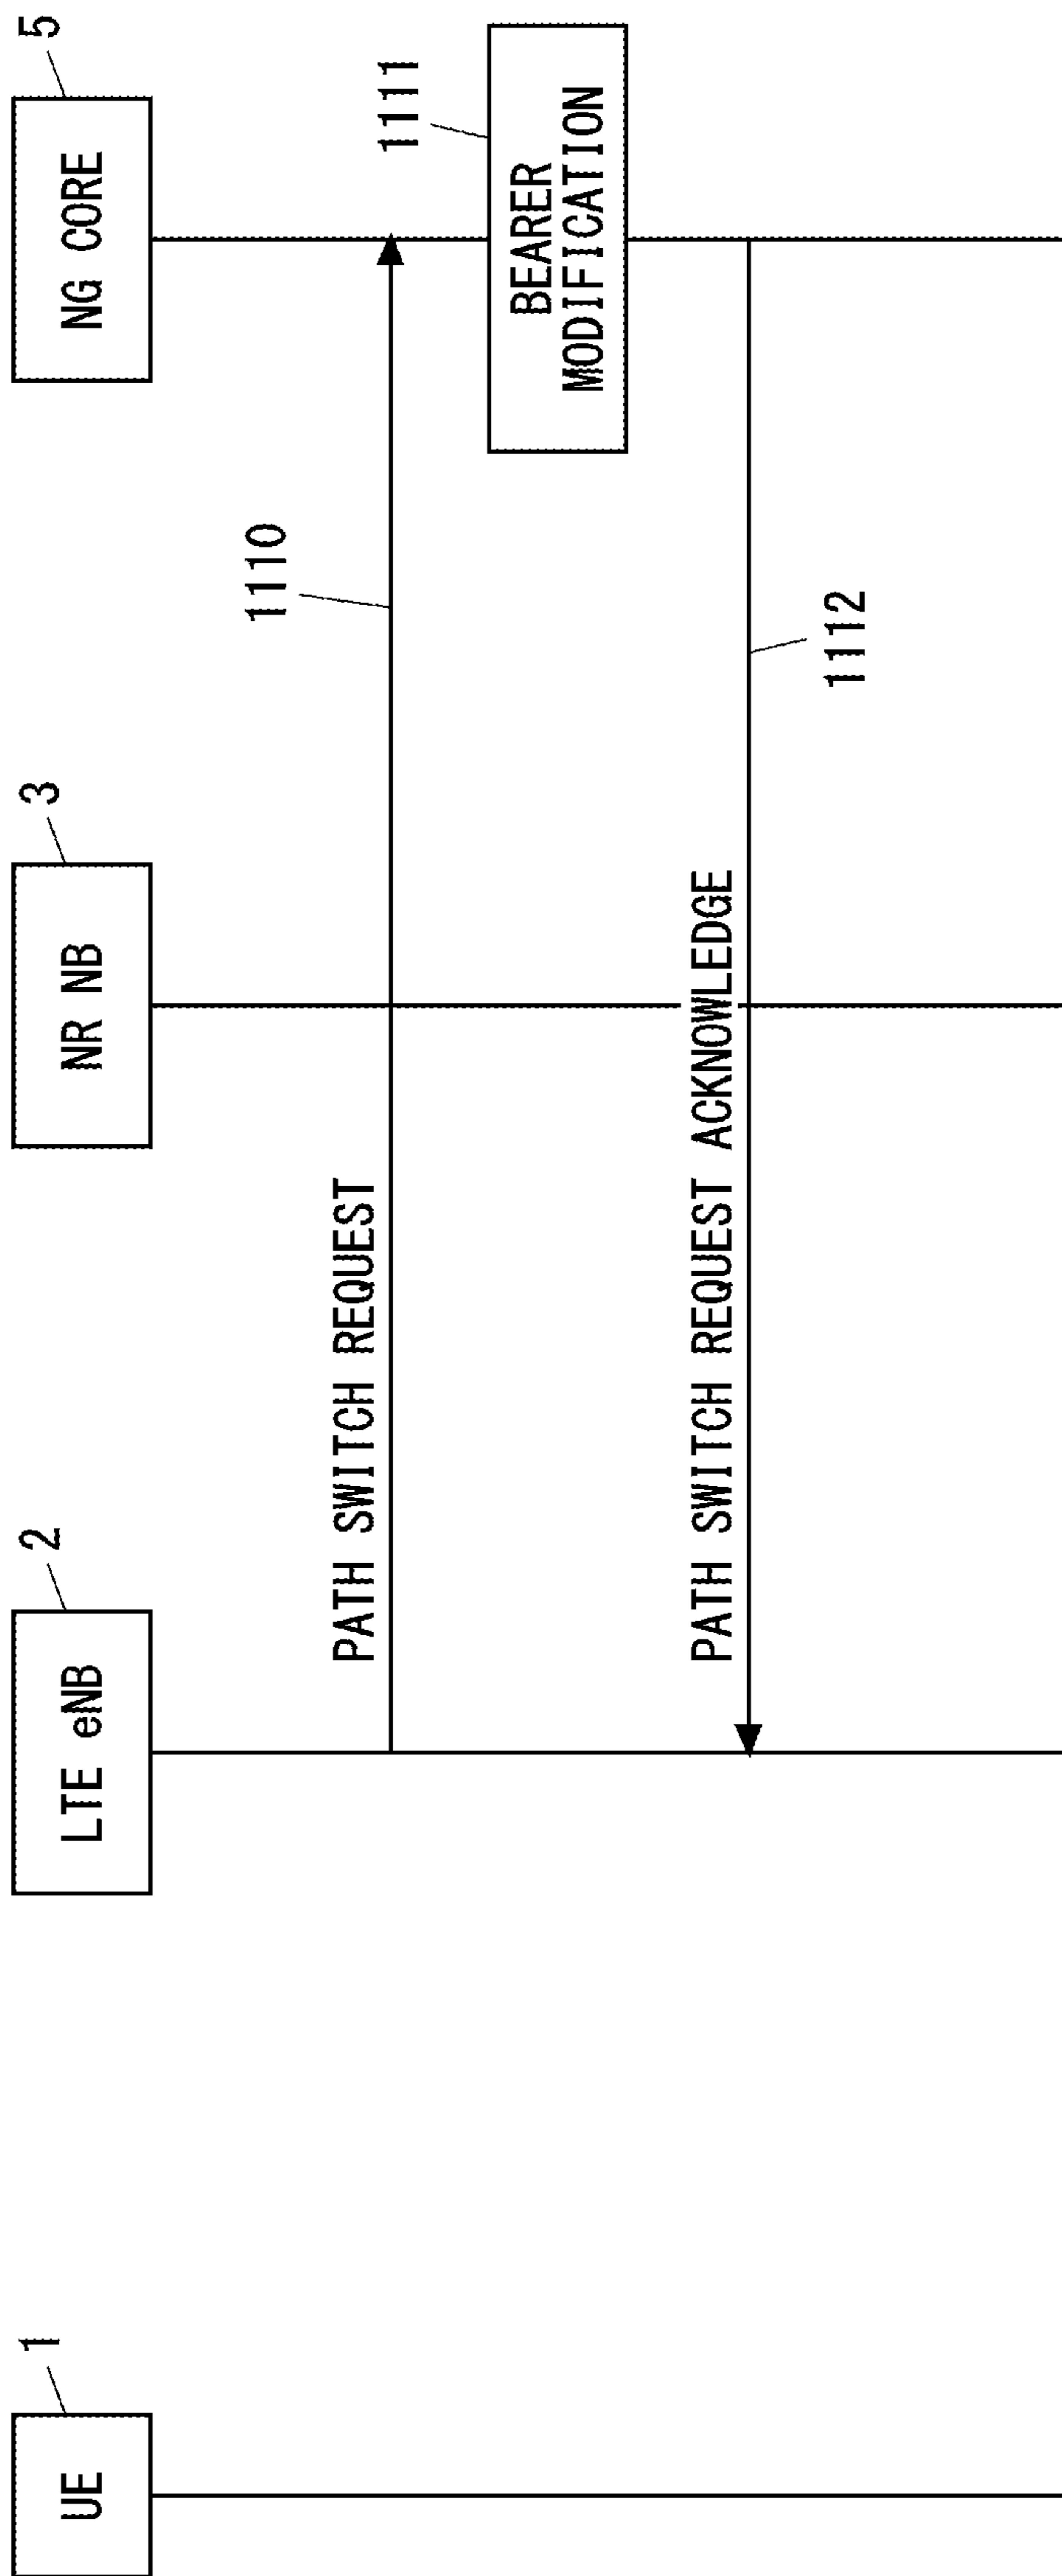 1
UE
2
LTE eNB
3
NR NB
5
NG CORE
PATH SWITCH REQUEST
1110
1111
BEARER
MODIFICATION
PATH SWITCH REQUEST ACKNOWLEDGE
1112